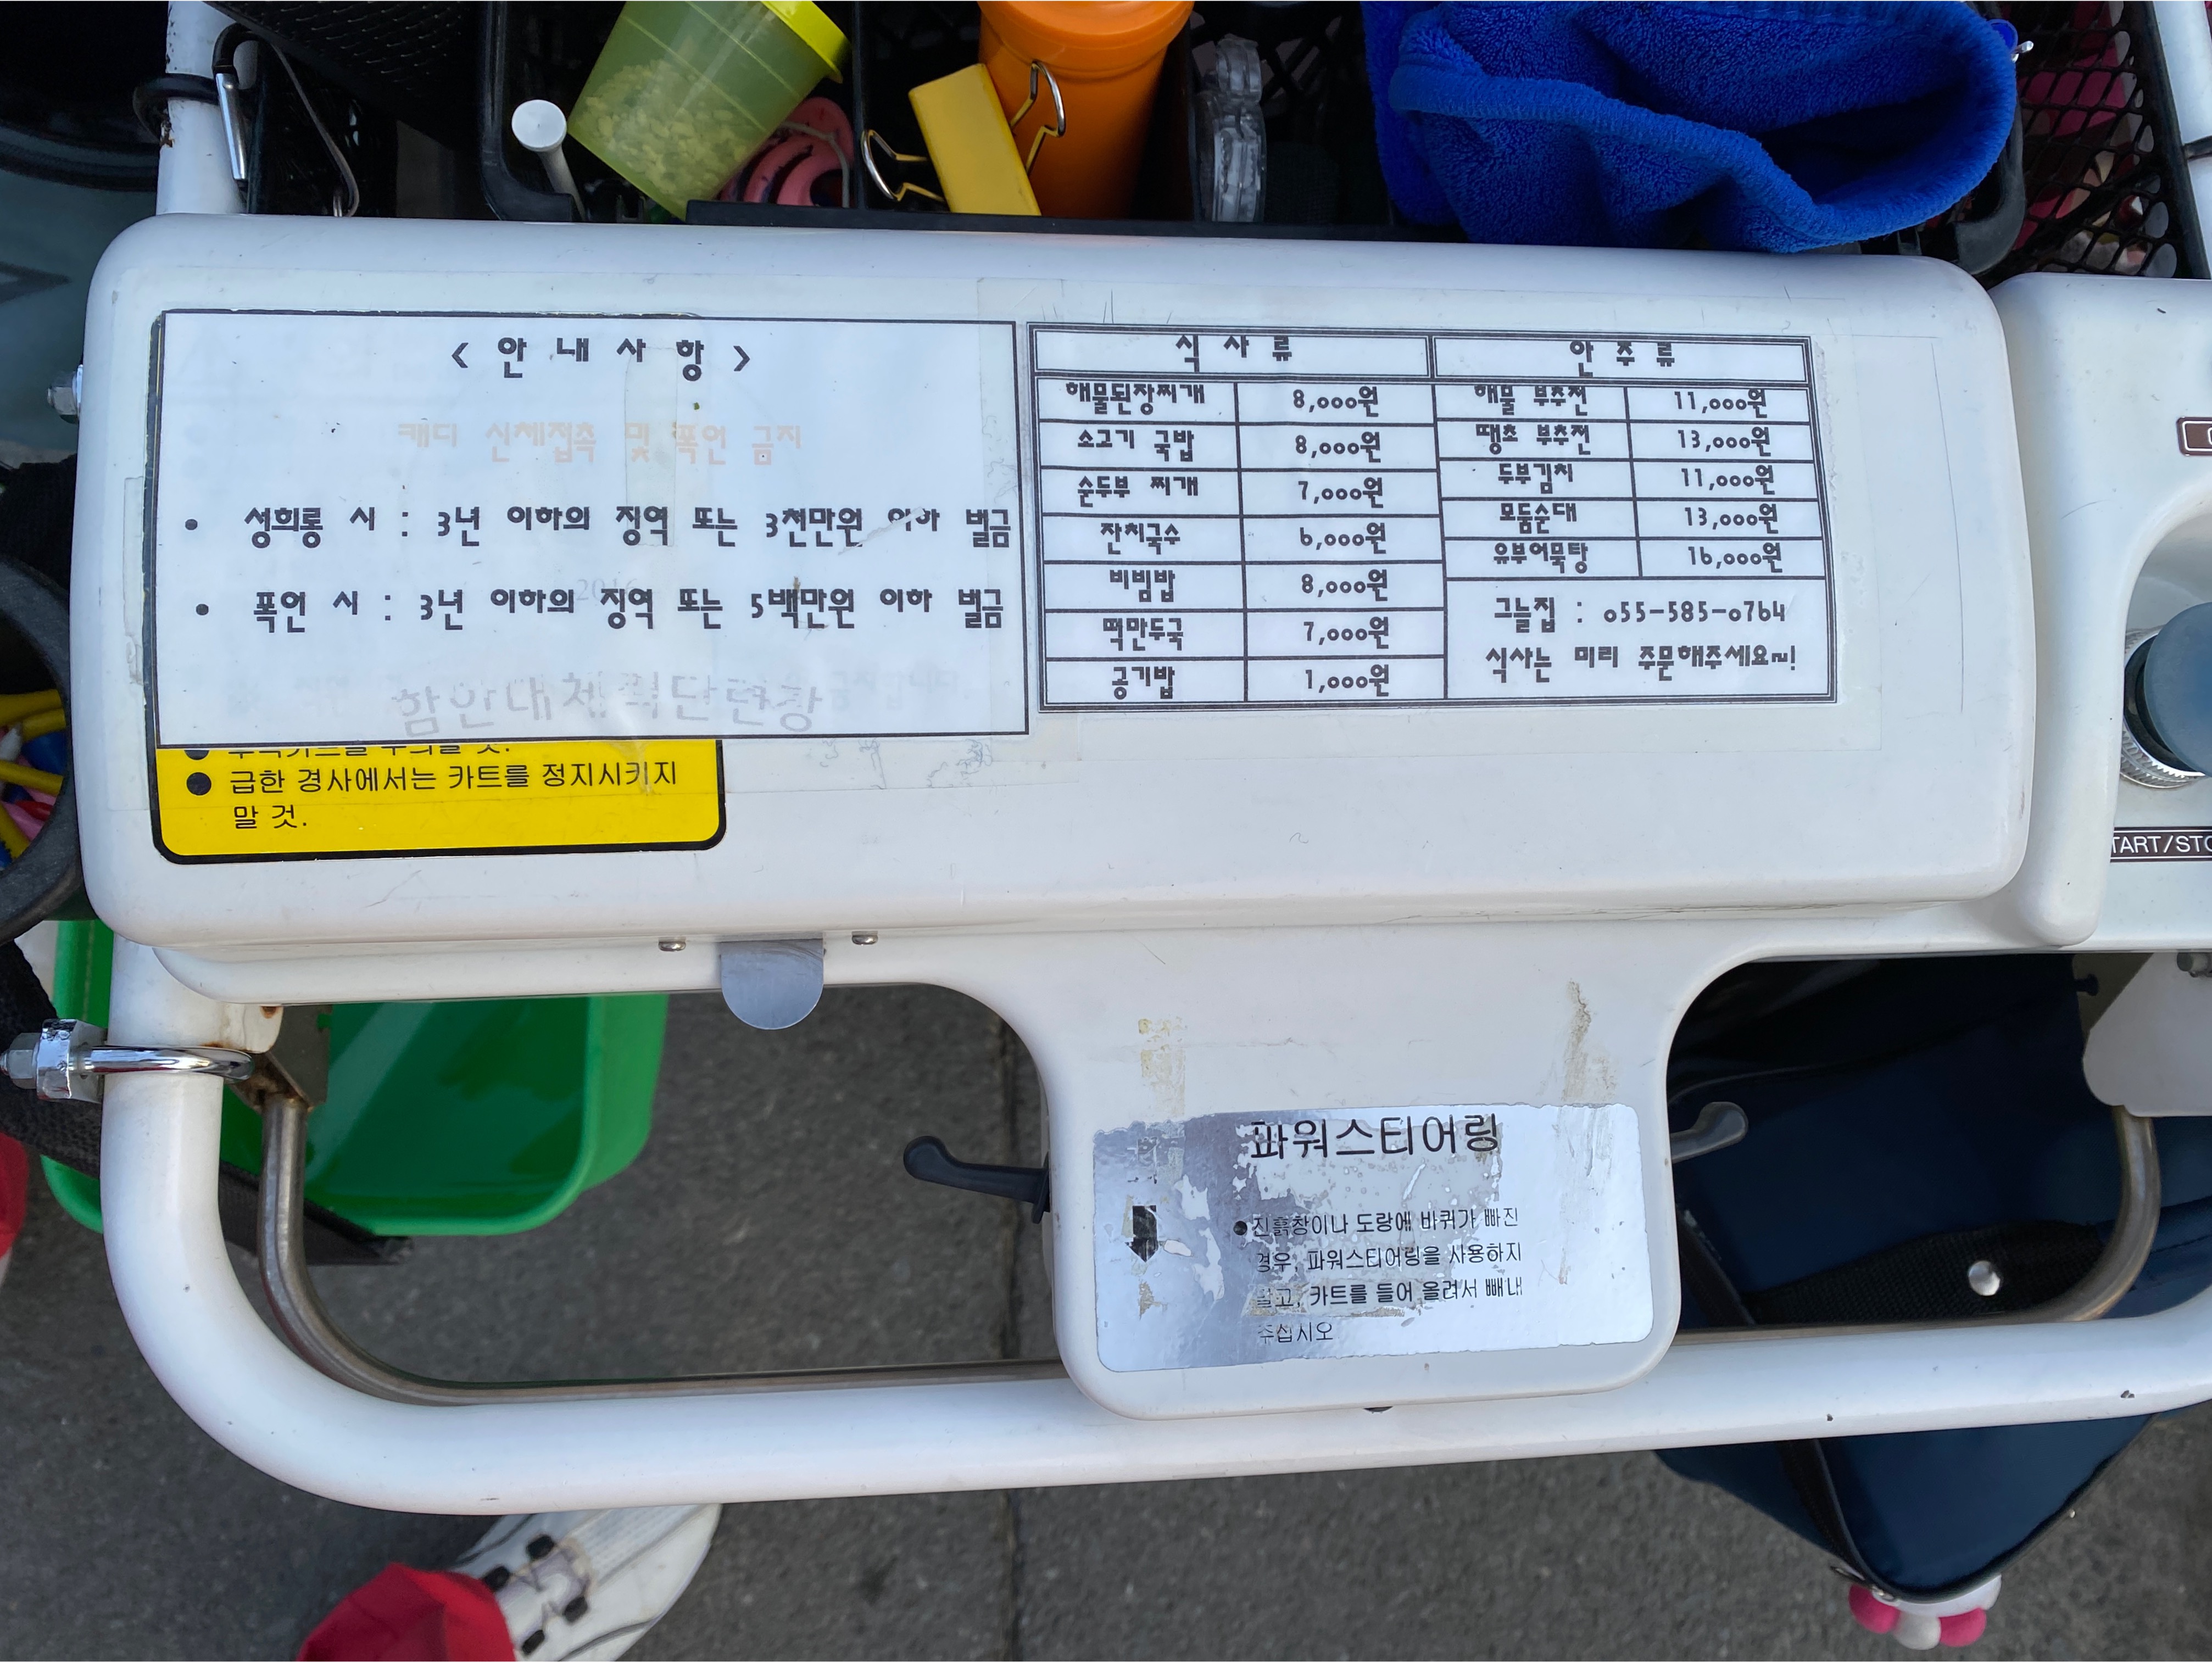 < 안 내 사 항 >
캐디 신체접촉 및 폭언 금지
• 성희롱 시 : 3년 이하의 징역 또는 3천만원 이하 벌금
• 폭언 시 : 3년 이하의 징역 또는 5백만원 이하 벌금
함안대체력단련장
● 급한 경사에서는 카트를 정지시키지
말 것.
식 사 류
해물된장찌개 8,000원
소고기 국밥 8,000원
순두부 찌개 7,000원
잔치국수 6,000원
비빔밥 8,000원
떡만두국 7,000원
공기밥 1,000원
안 주 류
해물 부추전 11,000원
땡초 부추전 13,000원
두부김치 11,000원
모둠순대 13,000원
유부어묵탕 16,000원
그늘집 : 055-585-0764
식사는 미리 주문해주세요~!
파워스티어링
●진흙창이나 도랑에 바퀴가 빠진
경우, 파워스티어링을 사용하지
말고, 카트를 들어 올려서 빼내
주십시오